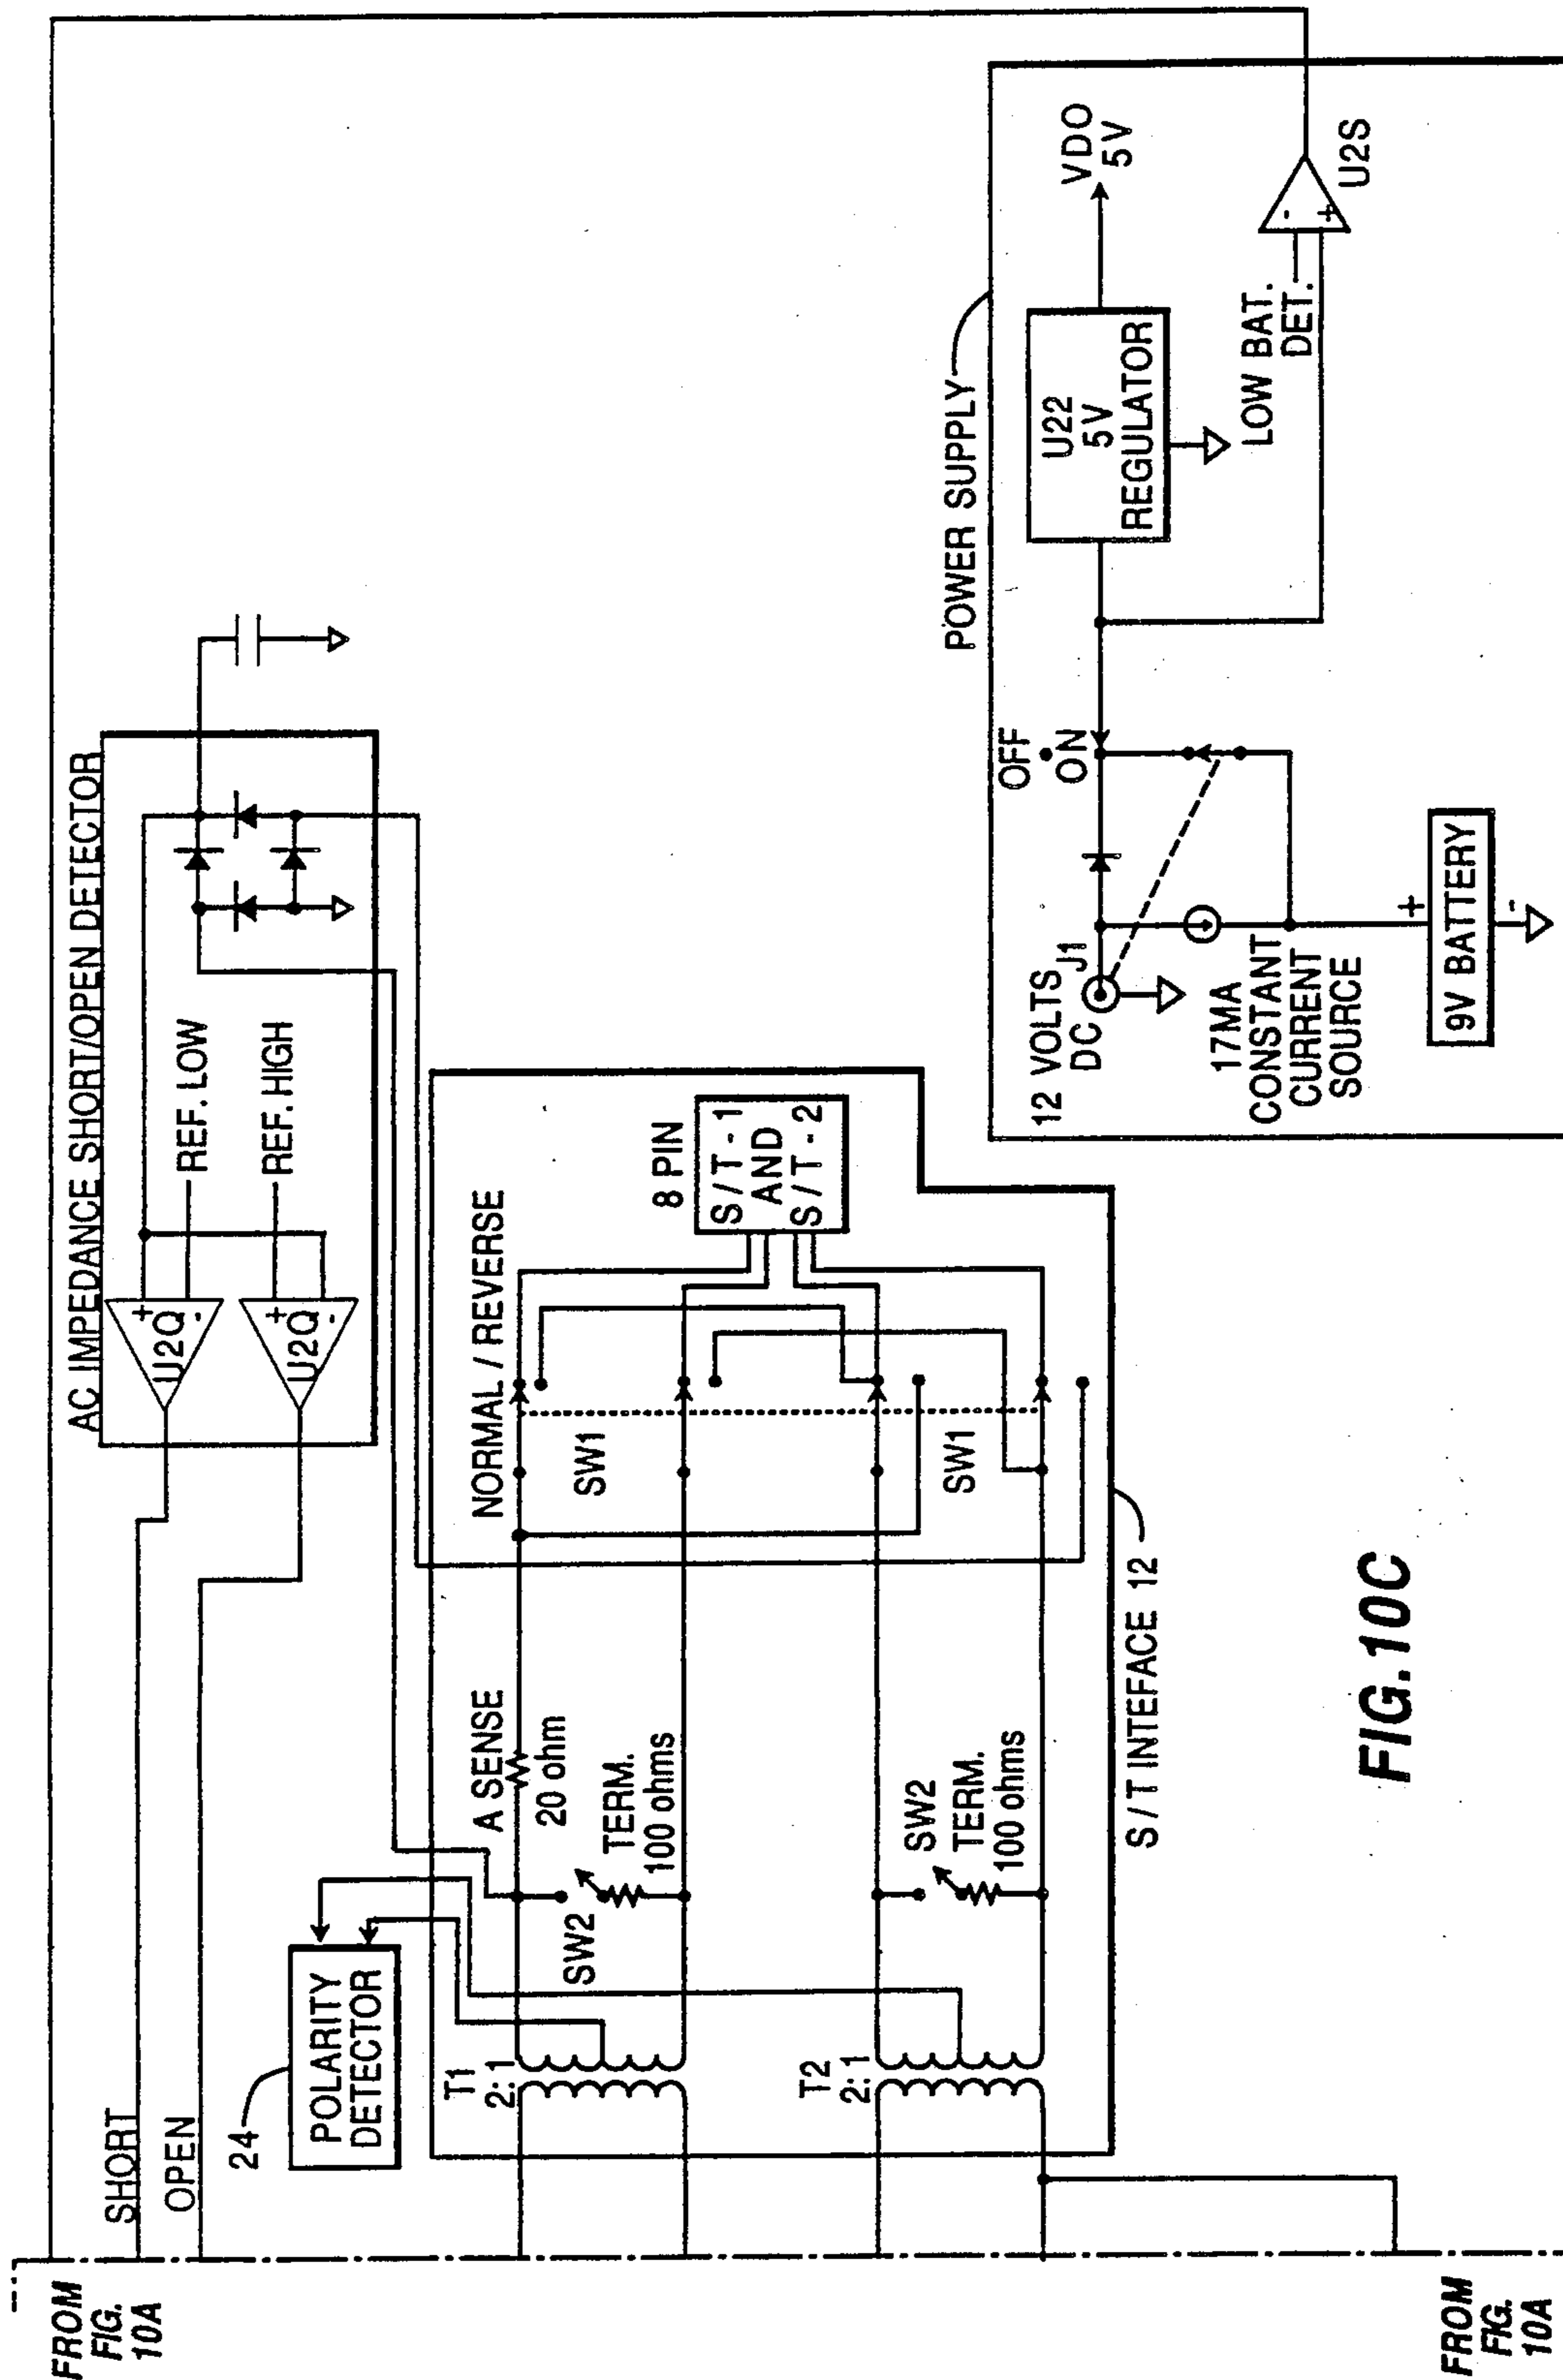 FROM
FIG.
10A
SHORT
OPEN
AC IMPEDANCE SHORT/OPEN DETECTOR
+
U2Q
-
REF. LOW
+
U2Q
-
REF. HIGH
24
POLARITY
DETECTOR
T1
2:1
A SENSE
20 ohm
SW2
TERM.
100 ohms
NORMAL / REVERSE
SW1
8 PIN
S / T - 1
AND
S / T - 2
T2
2:1
SW2
TERM.
100 ohms
SW1
S / T INTEFACE 12
POWER SUPPLY
12 VOLTS
DC
J1
OFF
ON
U22
5V
REGULATOR
VDO
5V
17MA
CONSTANT
CURRENT
SOURCE
LOW BAT.
DET.
-
+
U2S
+
9V BATTERY
-
FROM
FIG.
10A
FIG.10C